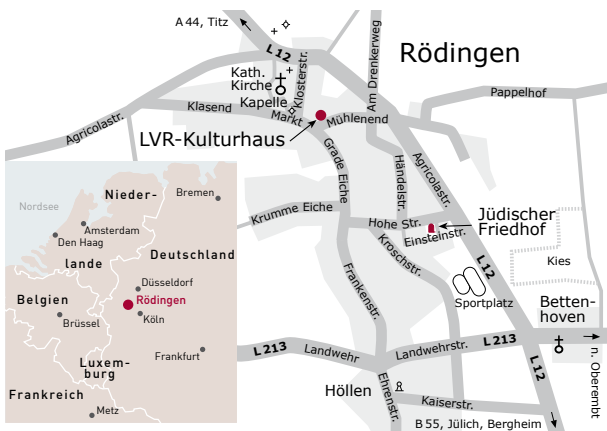 A 44, Titz
L 12
Am Drenkerweg
Rödingen
Kath.
Kirche
Klosterstr.
Kapelle
Pappelhof
Klasend
Markt
Mühlenend
Agricolastr.
LVR-Kulturhaus
Grade Eiche
Händelstr.
Agricolastr.
Krumme Eiche
Hohe Str.
Einsteinstr.
Jüdischer
Friedhof
L 12
Kies
Kroschstr.
Frankenstr.
Sportplatz
Betten-
hoven
L 213
Landwehr
Landwehrstr.
L 213
n. Oberembt
L 12
Höllen
Ehrenstr.
Kaiserstr.
B 55, Jülich, Bergheim
Nordsee
Nieder-
Bremen
Amsterdam
Den Haag
lande
Deutschland
Düsseldorf
Belgien
Rödingen
Brüssel
Köln
Frankfurt
Luxem-
burg
Frankreich
Metz